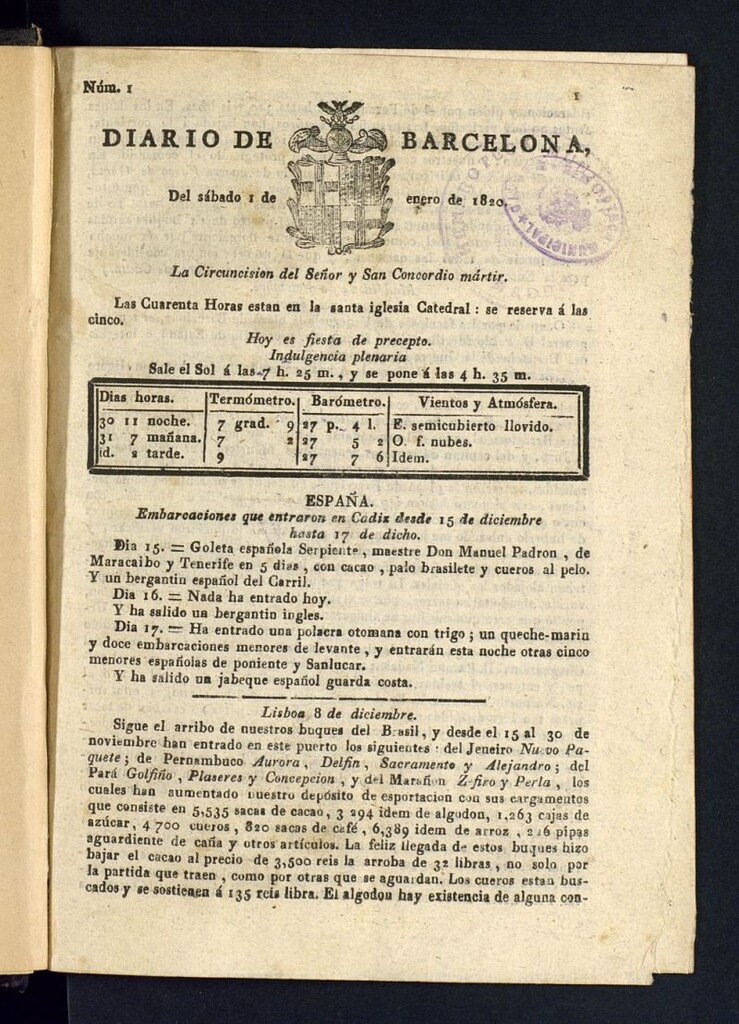 Núm. 1
1
DIARIO DE BARCELONA,
Del sábado 1 de enero de 1820.
La Circuncision del Señor y San Concordio mártir.
Las Cuarenta Horas estan en la santa iglesia Catedral : se reserva á las
cinco.
Hoy es fiesta de precepto.
Indulgencia plenaria
Sale el Sol á las 7 h. 25 m., y se pone á las 4 h. 35 m.
Dias horas. Termómetro. Barómetro. Vientos y Atmósfera.
30 11 noche. 7 grad. 9 27 p. 4 l. E. semicubierto llovido.
31 7 mañana. 7 2 27 5 2 O. f. nubes.
id. 2 tarde. 9 27 7 6 Idem.
ESPAÑA.
Embarcaciones que entraron en Cadiz desde 15 de diciembre
hasta 17 de dicho.
Dia 15. = Goleta española Serpiente, maestre Don Manuel Padron, de
Maracaibo y Tenerife en 5 dias, con cacao, palo brasilete y cueros al pelo.
Y un bergantin español del Carril.
Dia 16. = Nada ha entrado hoy.
Y ha salido un bergantin ingles.
Dia 17. = Ha entrado una polacra otomana con trigo; un queche-marin
y doce embarcaciones menores de levante, y entrarán esta noche otras cinco
menores españolas de poniente y Sanlucar.
Y ha salido un jabeque español guarda costa.
Lisboa 8 de diciembre.
Sigue el arribo de nuestros buques del Brasil, y desde el 15 al 30 de
noviembre han entrado en este puerto los siguientes : del Jeneiro Nuevo Pa-
quete; de Pernambuco Aurora, Delfin, Sacramento y Alejandro; del
Pará Golfiño, Plaseres y Concepcion, y del Marañon Zefiro y Perla, los
cuales han aumentado nuestro depósito de esportacion con sus cargamentos
que consiste en 5,535 sacas de cacao, 3 294 idem de algodon, 1,263 cajas de
azúcar, 4 700 cueros, 820 sacas de café, 6,389 idem de arroz, 216 pipas
aguardiente de caña y otros artículos. La feliz llegada de estos buques hizo
bajar el cacao al precio de 3,500 reis la arroba de 32 libras, no solo por
la partida que traen, como por otras que se aguardan. Los cueros estan bus-
cados y se sostienen á 135 reis libra. El algodon hay existencia de alguna con-